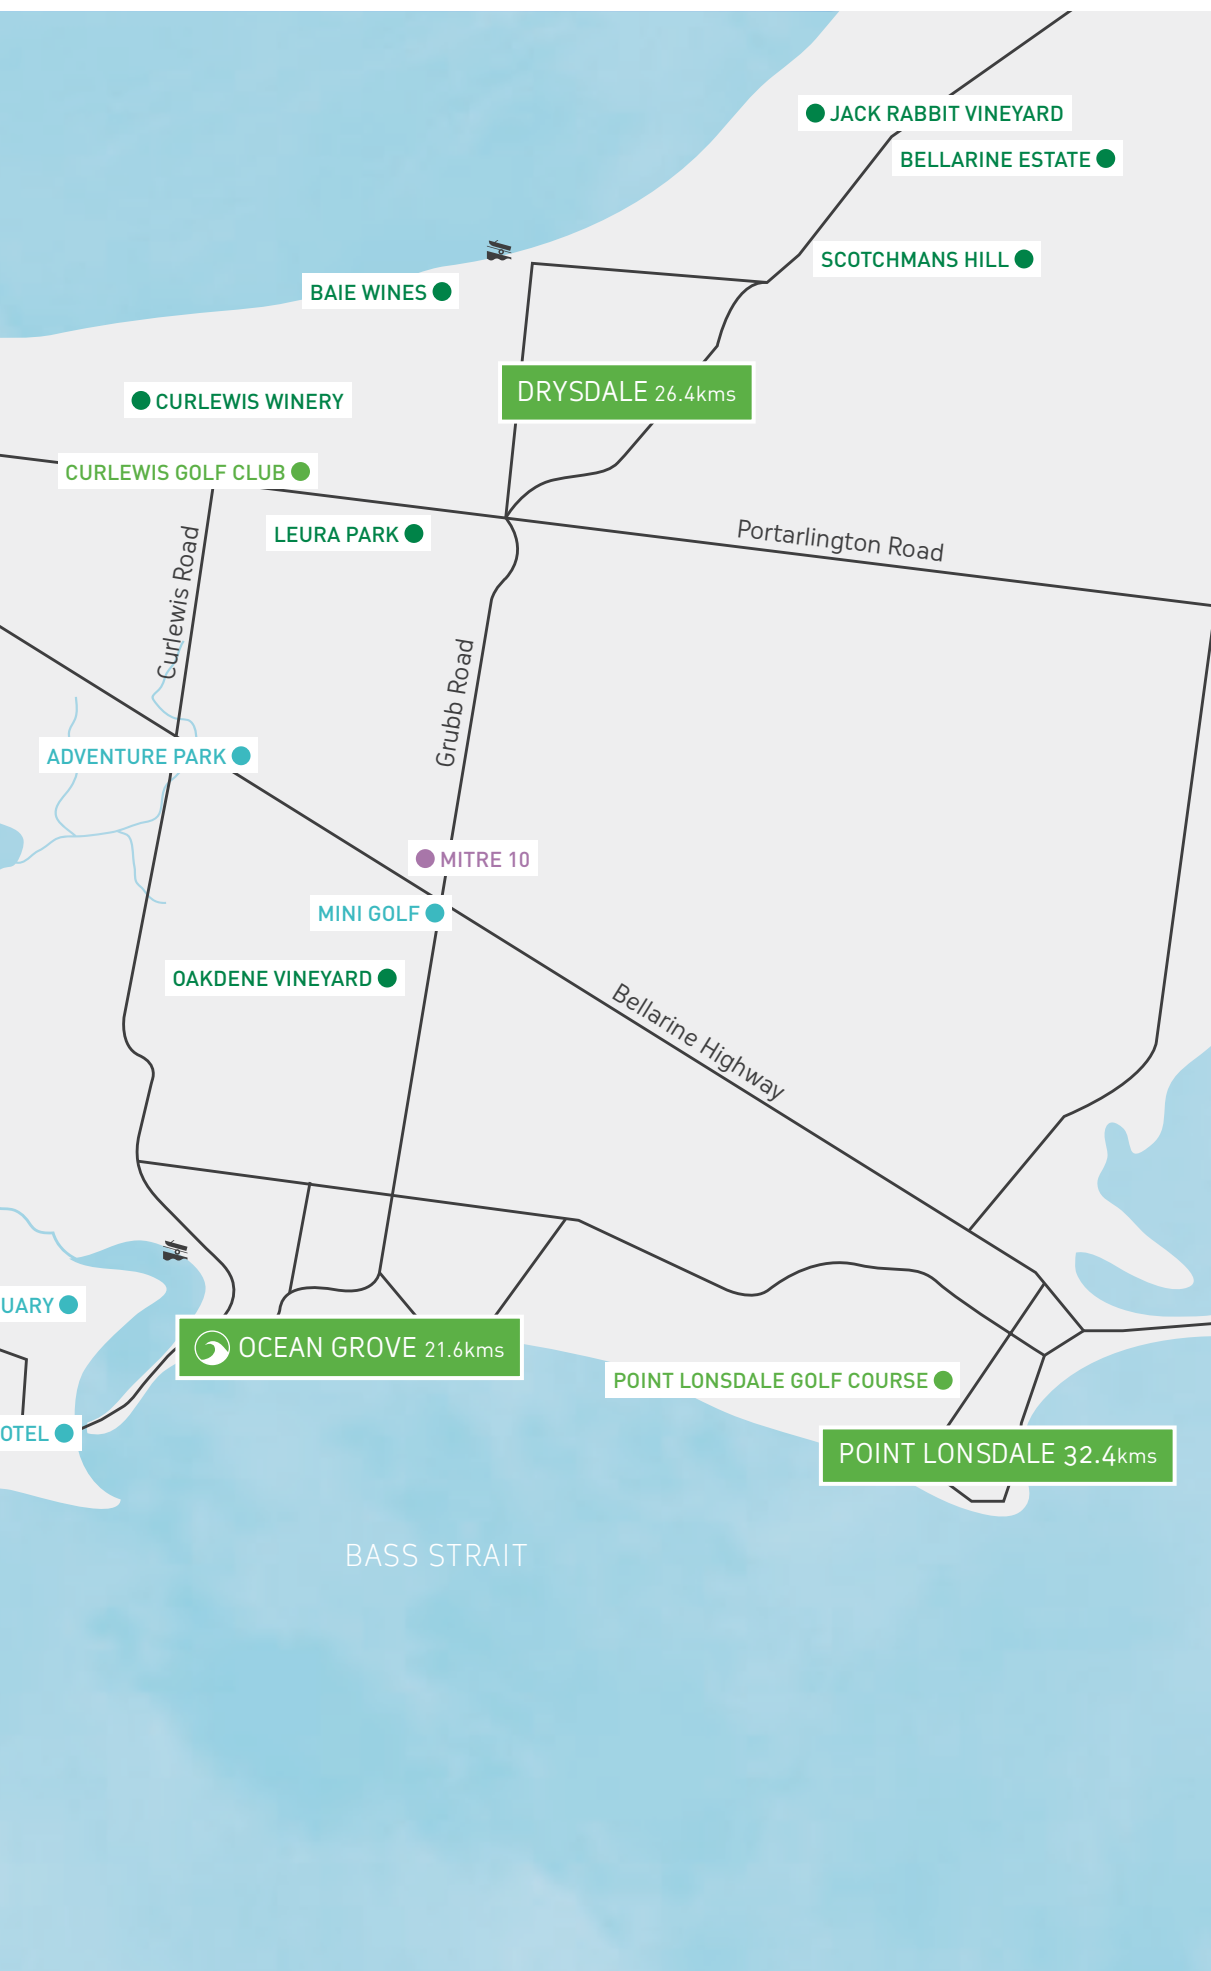 JACK RABBIT VINEYARD
BELLARINE ESTATE
SCOTCHMANS HILL
BAIE WINES
DRYSDALE 26.4kms
CURLEWIS WINERY
CURLEWIS GOLF CLUB
LEURA PARK
Portarlington Road
Curlewis Road
Grubb Road
ADVENTURE PARK
MITRE 10
MINI GOLF
OAKDENE VINEYARD
Bellarine Highway
UARY
OCEAN GROVE 21.6kms
POINT LONSDALE GOLF COURSE
OTEL
POINT LONSDALE 32.4kms
BASS STRAIT